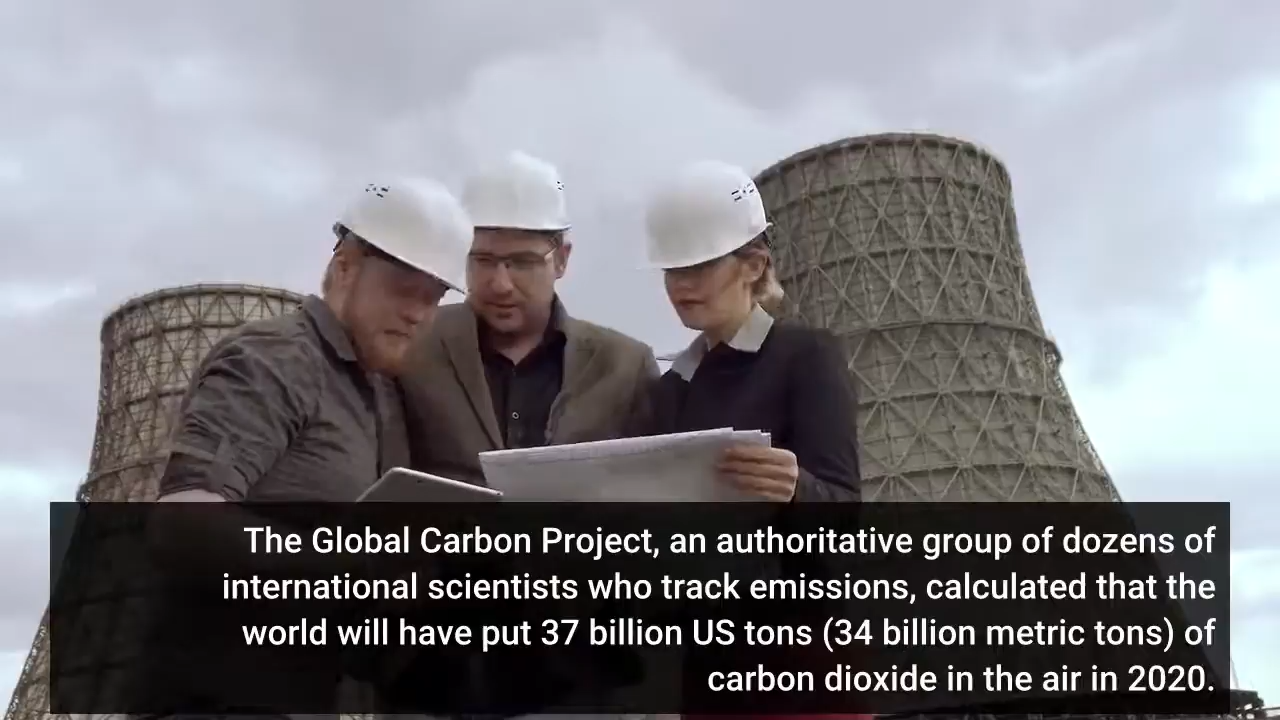 The Global Carbon Project, an authoritative group of dozens of
international scientists who track emissions, calculated that the
world will have put 37 billion US tons (34 billion metric tons) of
carbon dioxide in the air in 2020.